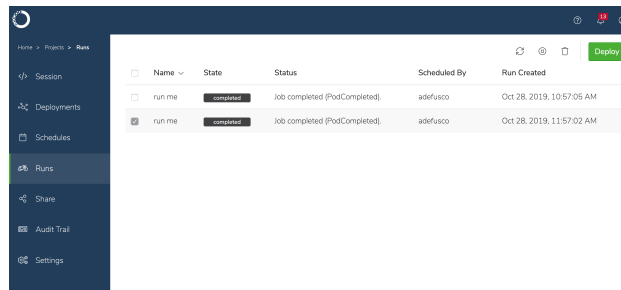 13
Home > Projects > Runs
Deploy
</> Session
Name State Status Scheduled By Run Created
run me completed Job completed (PodCompleted). adefusco Oct 28, 2019, 10:57:05 AM
Deployments
run me completed Job completed (PodCompleted). adefusco Oct 28, 2019, 11:57:02 AM
Schedules
Runs
Share
Audit Trail
Settings